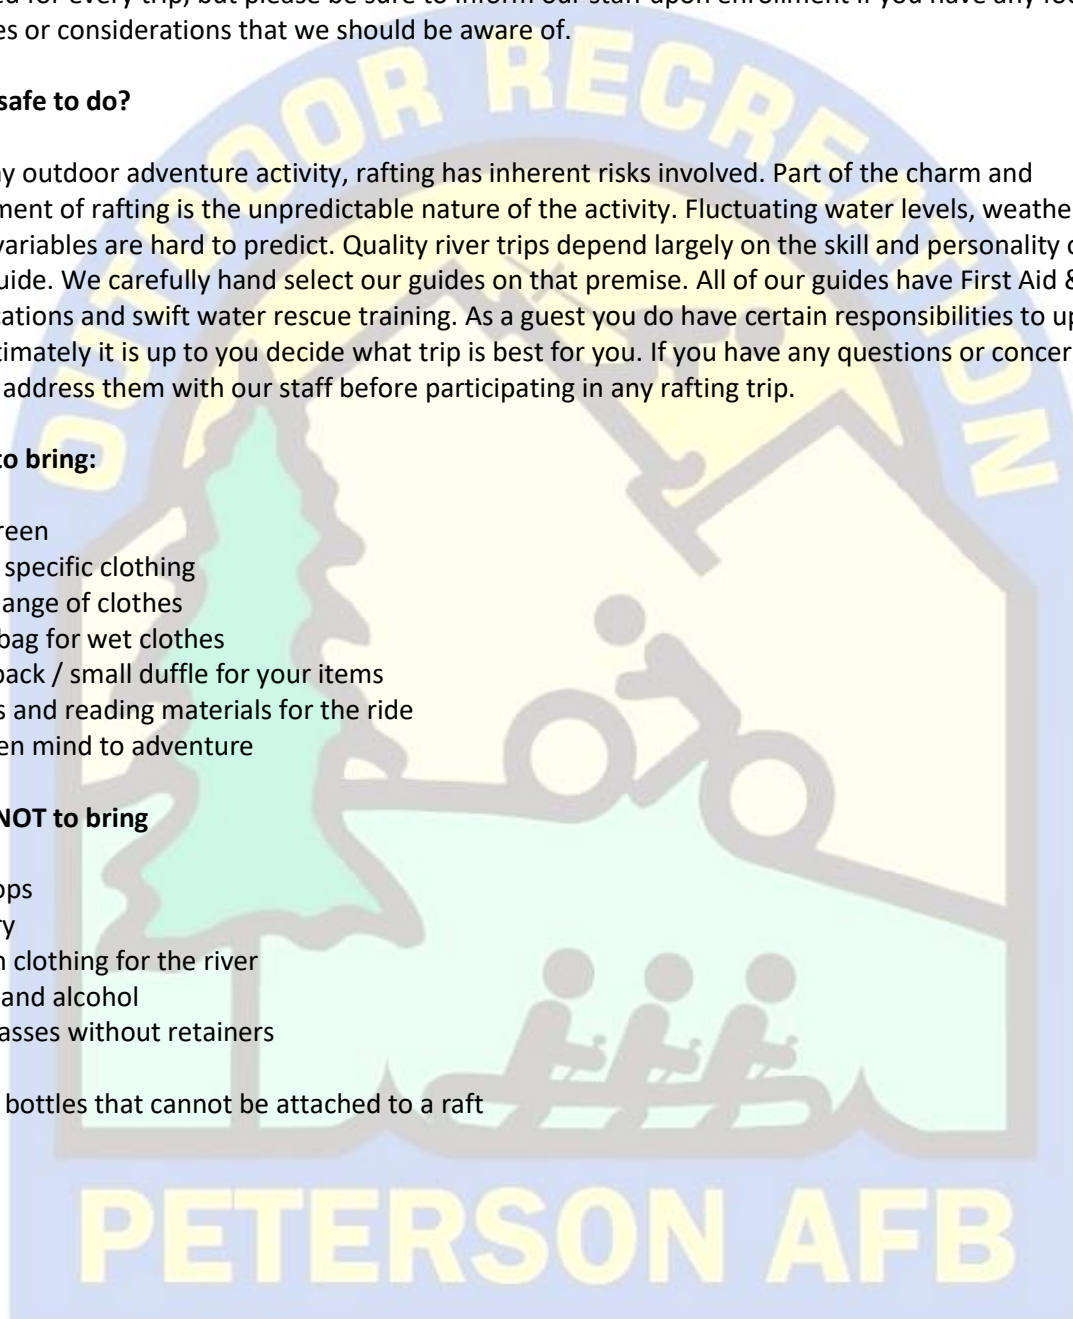 ed for every trip, but please be sure to inform our staff upon enrollment if you have any foo
es or considerations that we should be aware of.
safe to do?
ny outdoor adventure activity, rafting has inherent risks involved. Part of the charm and
ment of rafting is the unpredictable nature of the activity. Fluctuating water levels, weathe
variables are hard to predict. Quality river trips depend largely on the skill and personality o
uide. We carefully hand select our guides on that premise. All of our guides have First Aid &
cations and swift water rescue training. As a guest you do have certain responsibilities to up
timately it is up to you decide what trip is best for you. If you have any questions or concer
address them with our staff before participating in any rafting trip.
to bring:
reen
specific clothing
ange of clothes
bag for wet clothes
pack / small duffle for your items
s and reading materials for the ride
en mind to adventure
NOT to bring
ops
ry
n clothing for the river
and alcohol
asses without retainers
bottles that cannot be attached to a raft
OUTDOOR RECREATION
PETERSON AFB